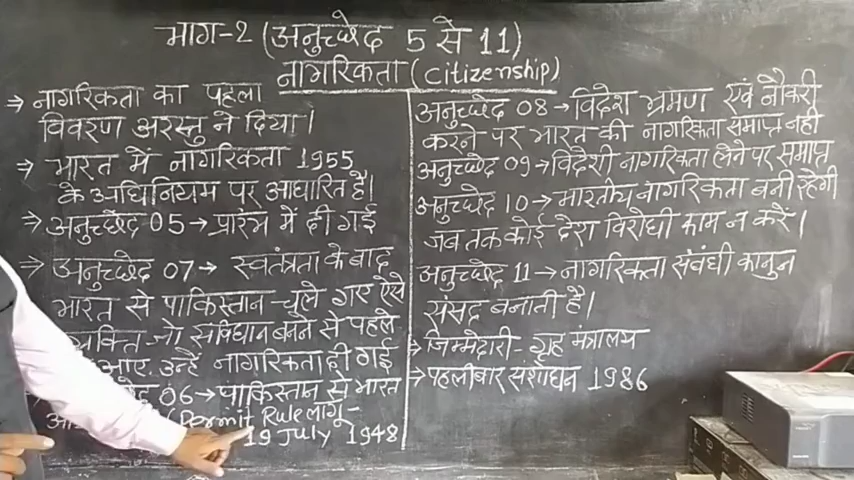 भाग-2 (अनुच्छेद 5 से 11)
नागरिकता (citizenship)
⇒ नागरिकता का पहला
विवरण अरस्तु ने दिया।
⇒ भारत में नागरिकता 1955
के अधिनियम पर आधारित है।
⇒ अनुच्छेद 05 → प्रारंभ में दी गई
⇒ अनुच्छेद 07 → स्वतंत्रता के बाद
भारत से पाकिस्तान चले गए ऐसे
व्यक्ति जो संविधान बनने से पहले
आए. उन्हें नागरिकता दी गई
06 → पाकिस्तान से भारत
(Permit Rule लागू -
19 July 1948
अनुच्छेद 08 → विदेश भ्रमण एवं नौकरी
करने पर भारत की नागरिकता समाप्त नही
अनुच्छेद 09 → विदेशी नागरिकता लेने पर समाप्त
अनुच्छेद 10 → भारतीय नागरिकता बनी रहेगी
जब तक कोई देश विरोधी काम न करें।
अनुच्छेद 11 → नागरिकता संबंधी कानुन
संसद बनाती है।
⇒ जिम्मेदारी - गृह मंत्रालय
⇒ पहलीबार संशोधन 1986